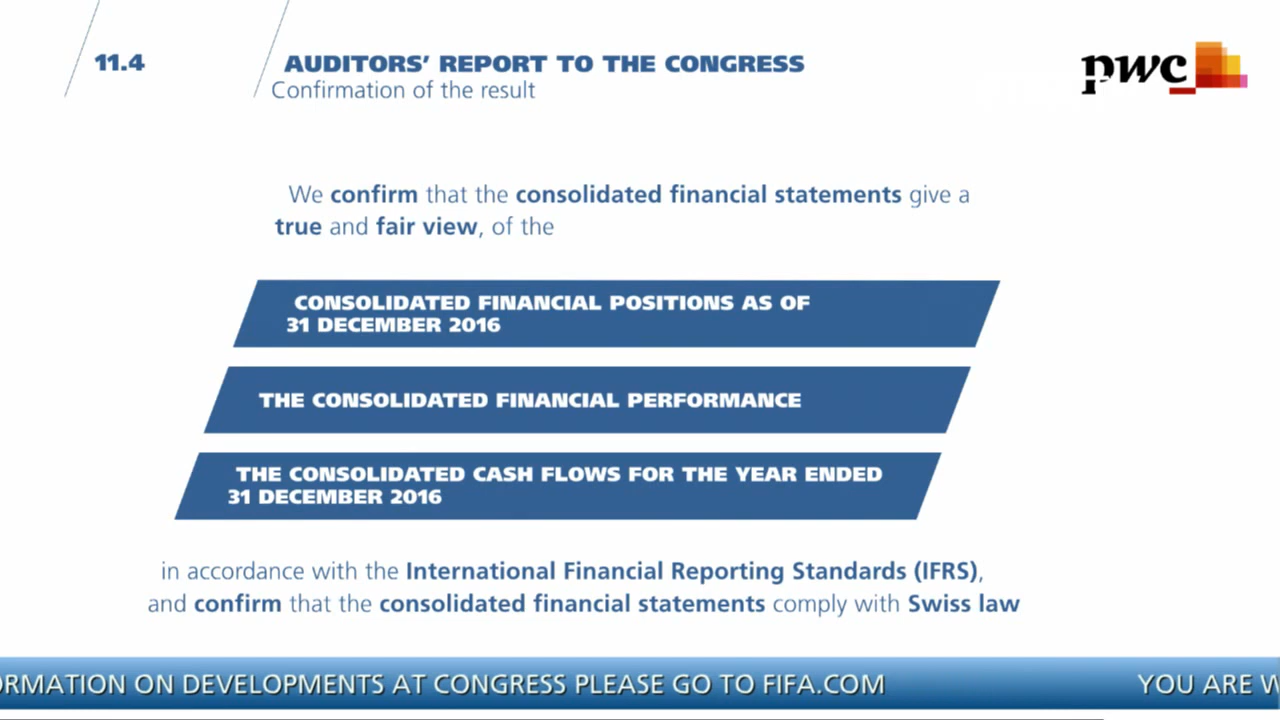 11.4
AUDITORS’ REPORT TO THE CONGRESS
Confirmation of the result
pwc
We confirm that the consolidated financial statements give a
true and fair view, of the
CONSOLIDATED FINANCIAL POSITIONS AS OF
31 DECEMBER 2016
THE CONSOLIDATED FINANCIAL PERFORMANCE
THE CONSOLIDATED CASH FLOWS FOR THE YEAR ENDED
31 DECEMBER 2016
in accordance with the International Financial Reporting Standards (IFRS),
and confirm that the consolidated financial statements comply with Swiss law
ORMATION ON DEVELOPMENTS AT CONGRESS PLEASE GO TO FIFA.COM YOU ARE